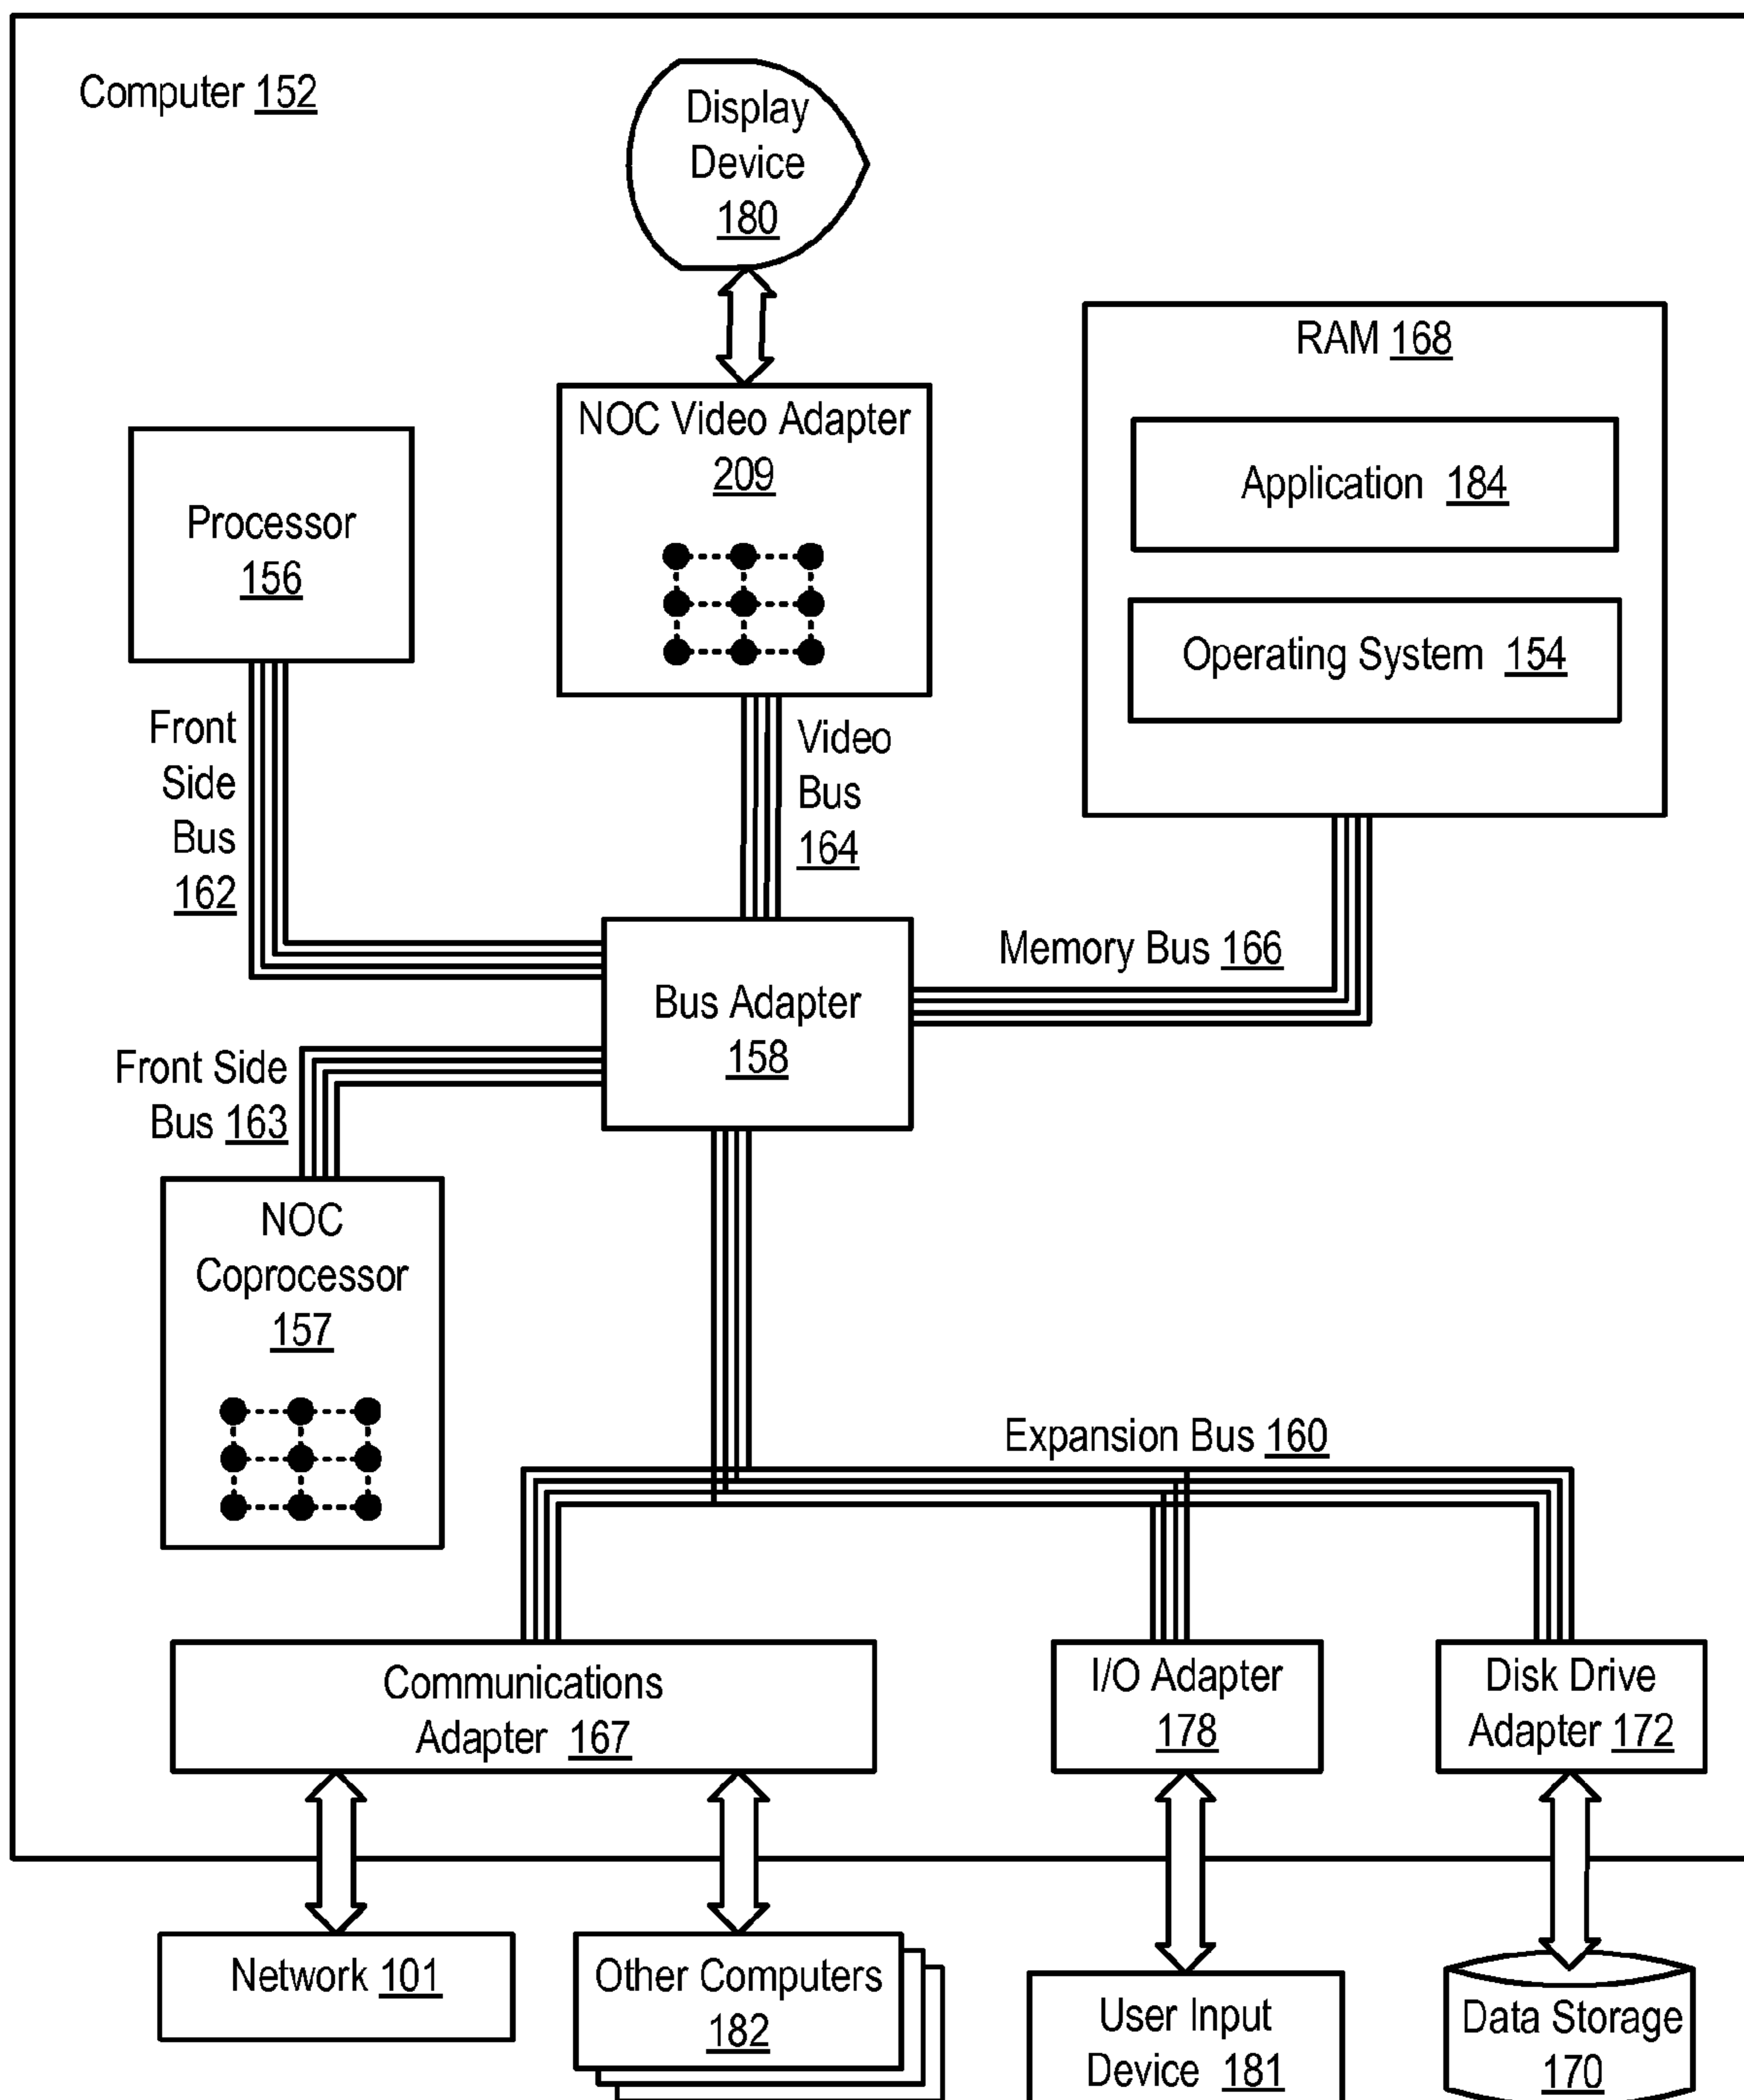 Computer 152
Display
Device
180
RAM 168
NOC Video Adapter
209
Application 184
Processor
156
Operating System 154
Front
Side
Bus
162
Video
Bus
164
Memory Bus 166
Bus Adapter
158
Front Side
Bus 163
NOC
Coprocessor
157
Expansion Bus 160
Communications
Adapter 167
I/O Adapter
178
Disk Drive
Adapter 172
Network 101
Other Computers
182
User Input
Device 181
Data Storage
170